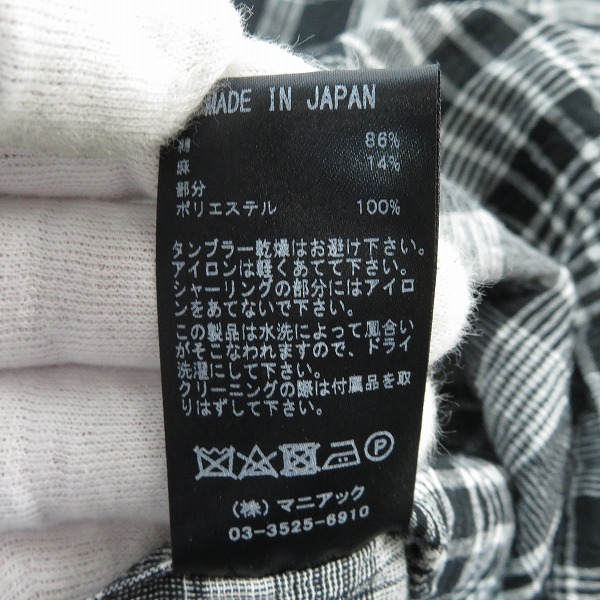 MADE IN JAPAN
綿 86%
麻 14%
部分
ポリエステル 100%
タンブラー乾燥はお避け下さい。
アイロンは軽くあてて下さい。
シャーリングの部分にはアイロ
ンをあてないで下さい。
この製品は水洗によって風合い
がそこなわれますので、ドライ
洗濯にして下さい。
クリーニングの際は付属品を取
りはずして下さい。
P
(株) マニアック
03-3525-6910